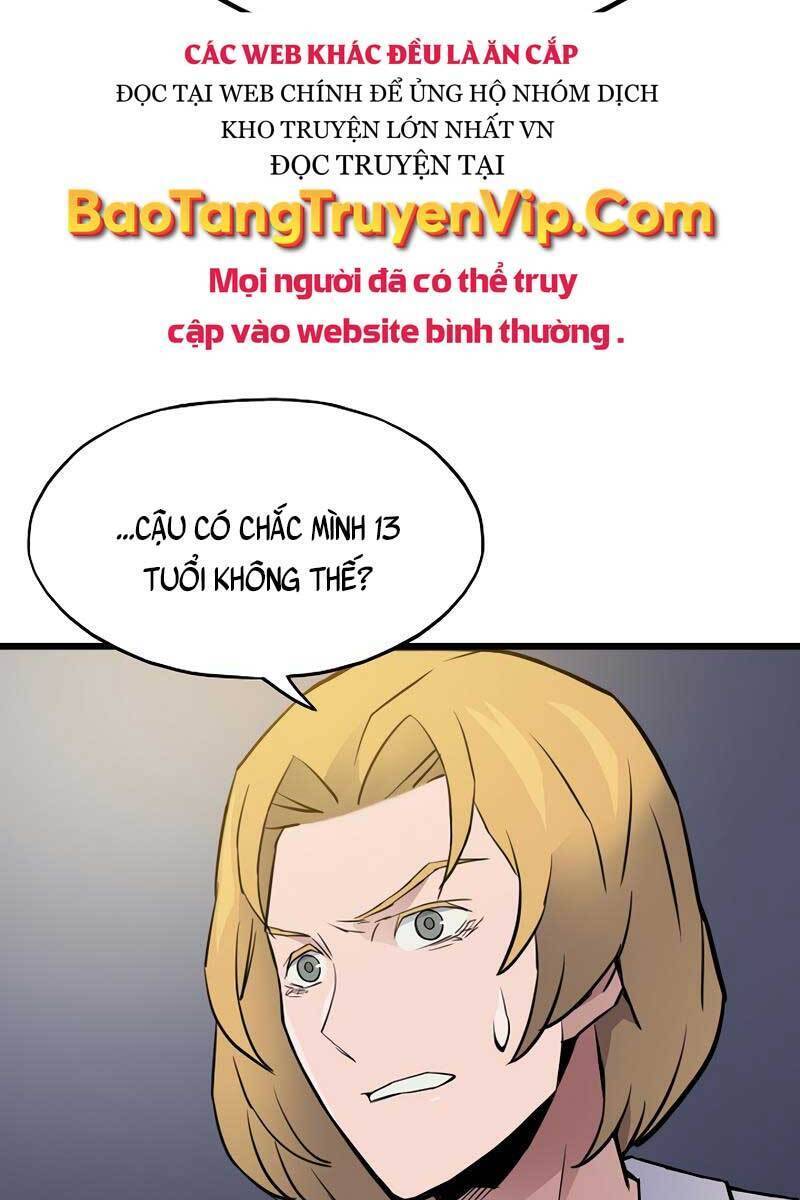 CÁC WEB KHÁC ĐỀU LÀ ĂN CẮP
ĐỌC TẠI WEB CHÍNH ĐỂ ỦNG HỘ NHÓM DỊCH
KHO TRUYỆN LỚN NHẤT VN
ĐỌC TRUYỆN TẠI
BaoTangTruyenVip.Com
Mọi người đã có thể truy
cập vào website bình thường.
...CẬU CÓ CHẮC MÌNH 13
TUỔI KHÔNG THẾ?